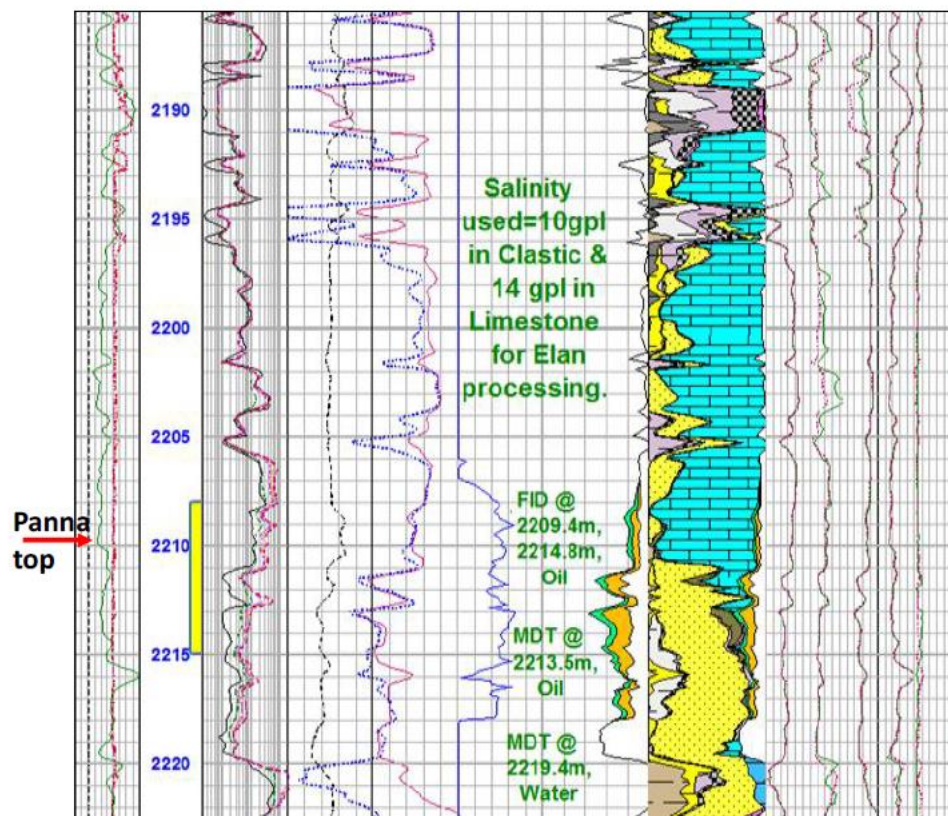 2190
Salinity
2195
used=10gpl
in Clastic &
14 gpl in
2200
Limestone
for Elan
processing.
2205
FID @
2209.4m,
2214.8m,
Oil
Panna
top
2210
MDT @
2213.5m,
Oil
2215
MDT @
2219.4m,
Water
2220